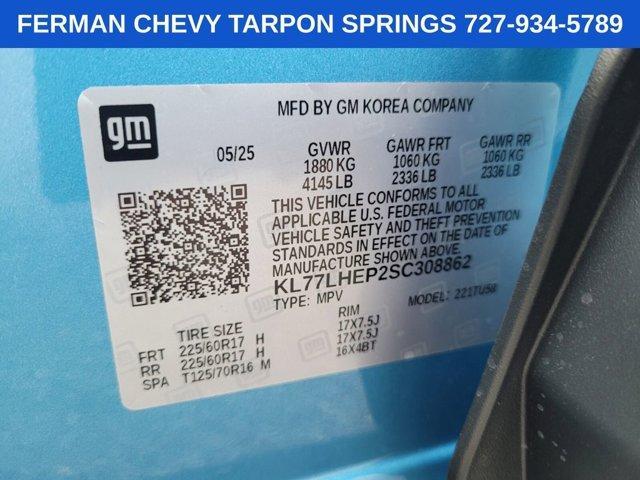 FERMAN CHEVY TARPON SPRINGS 727-934-5789
gm
MFD BY GM KOREA COMPANY
05/25 GVWR GAWR FRT GAWR RR
1880 KG 1060 KG 1060 KG
4145 LB 2336 LB 2336 LB
THIS VEHICLE CONFORMS TO ALL
APPLICABLE U.S. FEDERAL MOTOR
VEHICLE SAFETY AND THEFT PREVENTION
STANDARDS IN EFFECT ON THE DATE OF
MANUFACTURE SHOWN ABOVE.
KL77LHEP2SC308862
TYPE: MPV MODEL: 221TU58
TIRE SIZE RIM
FRT 225/60R17 H 17X7.5J
RR 225/60R17 H 17X7.5J
SPA T125/70R16 M 16X4BT